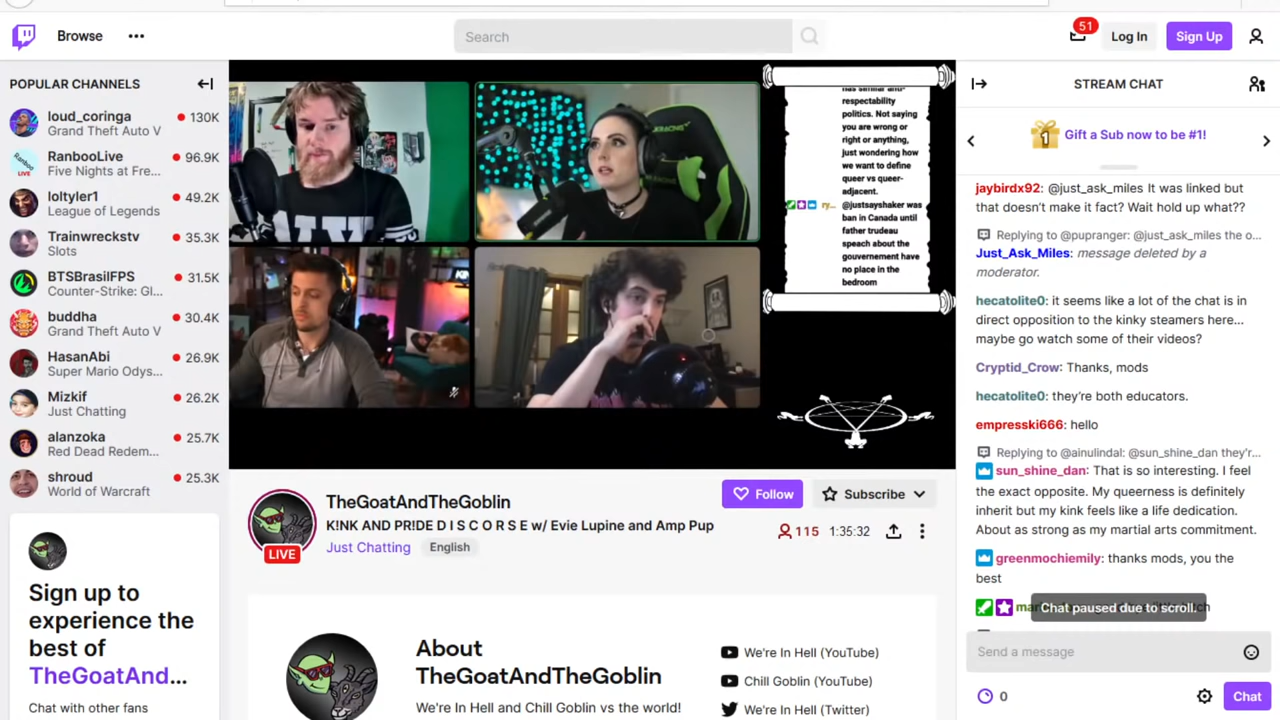 Browse
Search
51
Log In
Sign Up
POPULAR CHANNELS
loud_coringa
Grand Theft Auto V
130K
RanbooLive
Five Nights at Fre...
96.9K
loltyler1
League of Legends
49.2K
Trainwreckstv
Slots
35.3K
BTSBrasilFPS
Counter-Strike: Gl...
31.5K
buddha
Grand Theft Auto V
30.4K
HasanAbi
Super Mario Odys...
26.9K
Mizkif
Just Chatting
26.2K
alanzoka
Red Dead Redem...
25.7K
shroud
World of Warcraft
25.3K
Sign up to
experience the
best of
TheGoatAnd...
Chat with other fans
respectability
politics. Not saying
you are wrong or
right or anything,
just wondering how
we want to define
queer vs queer-
adjacent.
ry...
@justsayshaker was
ban in Canada until
father trudeau
speach about the
gouvernement have
no place in the
bedroom
TheGoatAndTheGoblin
K!NK AND PR!DE D I S C O R S E w/ Evie Lupine and Amp Pup
Just Chatting
English
LIVE
Follow
Subscribe
115
1:35:32
About
TheGoatAndTheGoblin
We're In Hell and Chill Goblin vs the world!
We're In Hell (YouTube)
Chill Goblin (YouTube)
We're In Hell (Twitter)
STREAM CHAT
1
Gift a Sub now to be #1!
jaybirdx92: @just_ask_miles It was linked but
that doesn't make it fact? Wait hold up what??
Replying to @pupranger: @just_ask_miles the o...
Just_Ask_Miles: message deleted by a
moderator.
hecatolite0: it seems like a lot of the chat is in
direct opposition to the kinky steamers here...
maybe go watch some of their videos?
Cryptid_Crow: Thanks, mods
hecatolite0: they're both educators.
empresski666: hello
Replying to @ainulindal: @sun_shine_dan they'r...
sun_shine_dan: That is so interesting. I feel
the exact opposite. My queerness is definitely
inherit but my kink feels like a life dedication.
About as strong as my martial arts commitment.
greenmochiemily: thanks mods, you the
best
Chat paused due to scroll.
Send a message
0
Chat